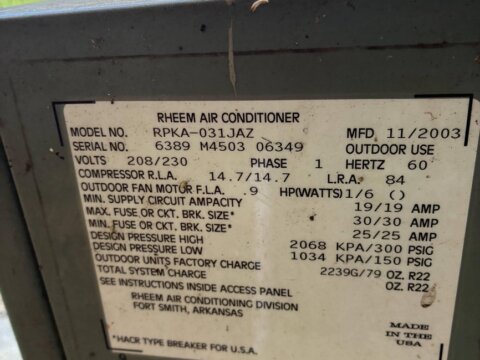 RHEEM AIR CONDITIONER
MODEL NO. RPKA-031JAZ MFD 11/2003
SERIAL NO. 6389 M4503 06349 OUTDOOR USE
VOLTS 208/230 PHASE 1 HERTZ 60
COMPRESSOR R.L.A. 14.7/14.7 L.R.A. 84
OUTDOOR FAN MOTOR F.L.A. .9 HP(WATTS)1/6 ()
MIN. SUPPLY CIRCUIT AMPACITY 19/19 AMP
MAX. FUSE OR CKT. BRK. SIZE* 30/30 AMP
MIN. FUSE OR CKT. BRK. SIZE* 25/25 AMP
DESIGN PRESSURE HIGH 2068 KPA/300 PSIG
DESIGN PRESSURE LOW 1034 KPA/150 PSIG
OUTDOOR UNITS FACTORY CHARGE 2239G/79 OZ. R22
TOTAL SYSTEM CHARGE OZ. R22
SEE INSTRUCTIONS INSIDE ACCESS PANEL
RHEEM AIR CONDITIONING DIVISION
FORT SMITH, ARKANSAS
MADE
IN THE
USA
*HACR TYPE BREAKER FOR U.S.A.